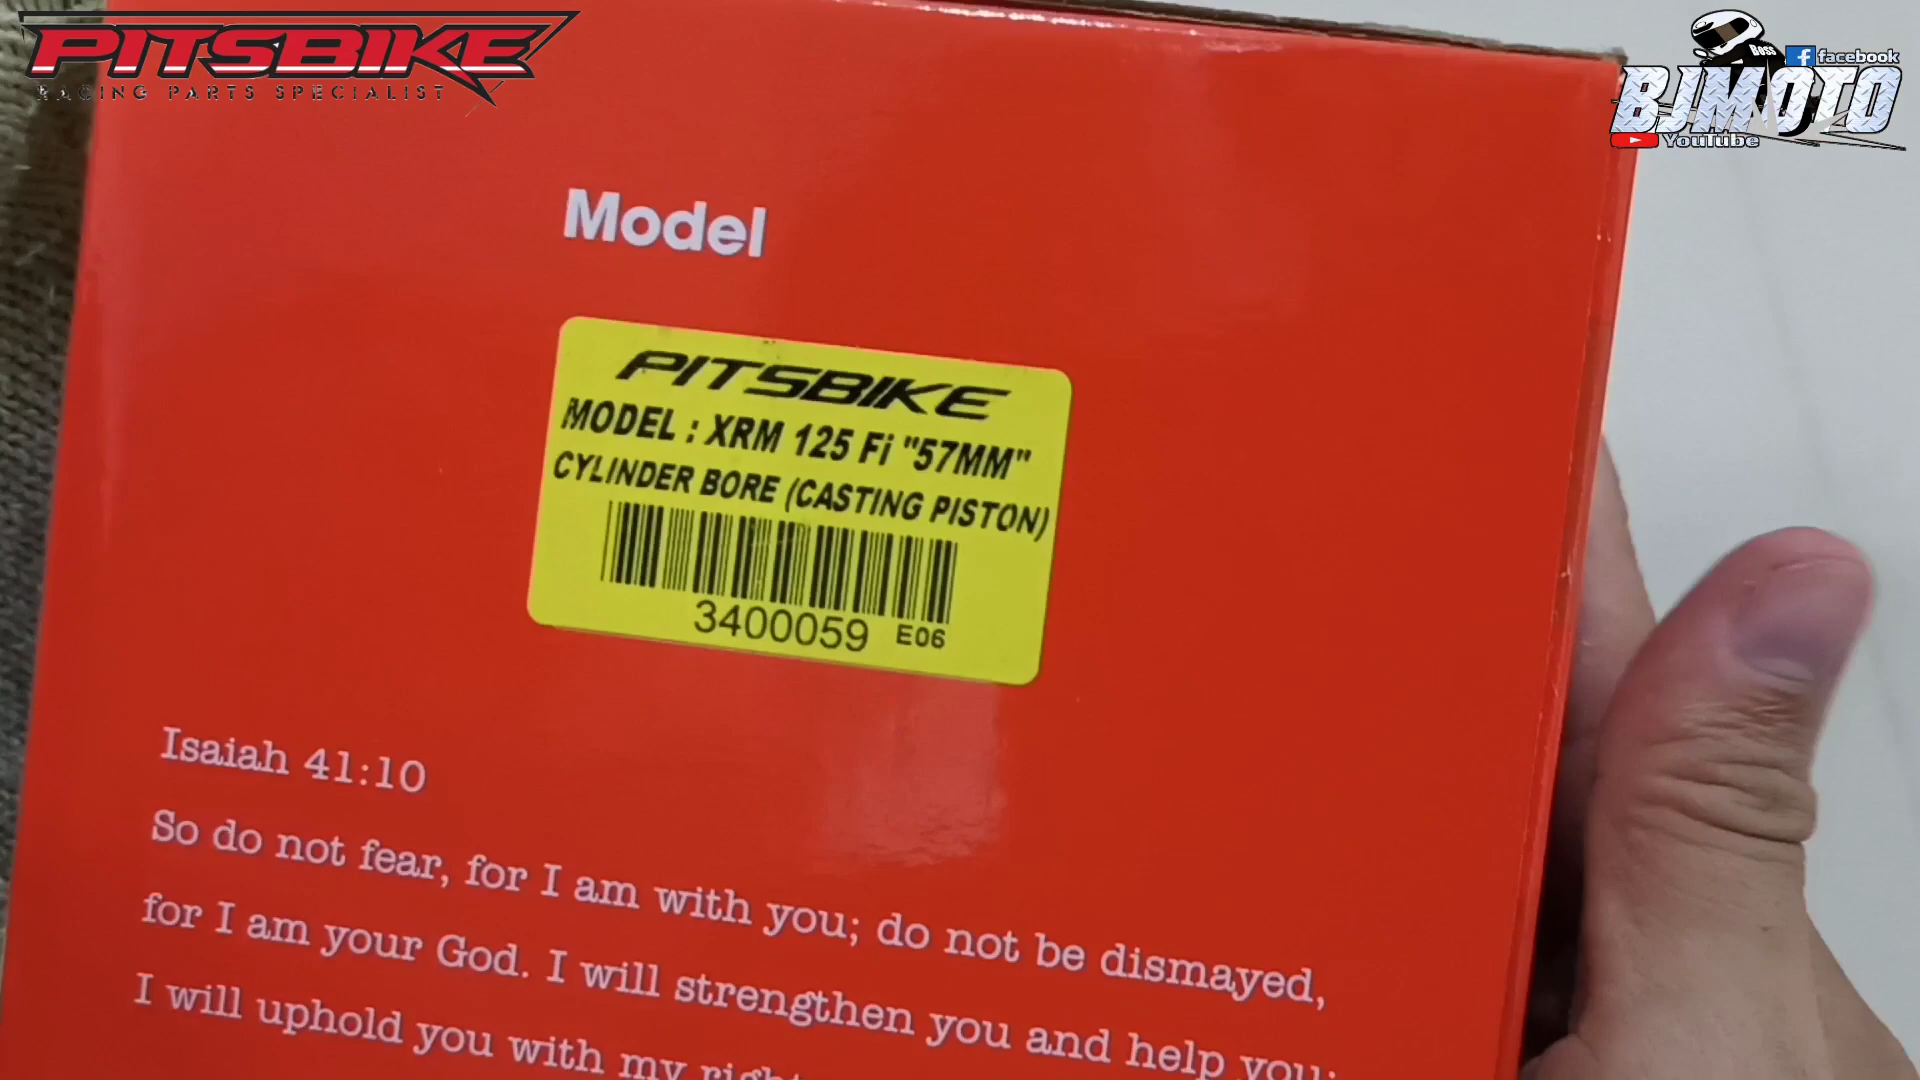 PITSBIKE
RACING PARTS SPECIALIST
Boss
facebook
BJMOTO
YouTube
Model
PITSBIKE
MODEL : XRM 125 Fi "57MM"
CYLINDER BORE (CASTING PISTON)
3400059 E06
Isaiah 41:10
So do not fear, for I am with you; do not be dismayed,
for I am your God. I will strengthen you and help you;
I will uphold you with my right